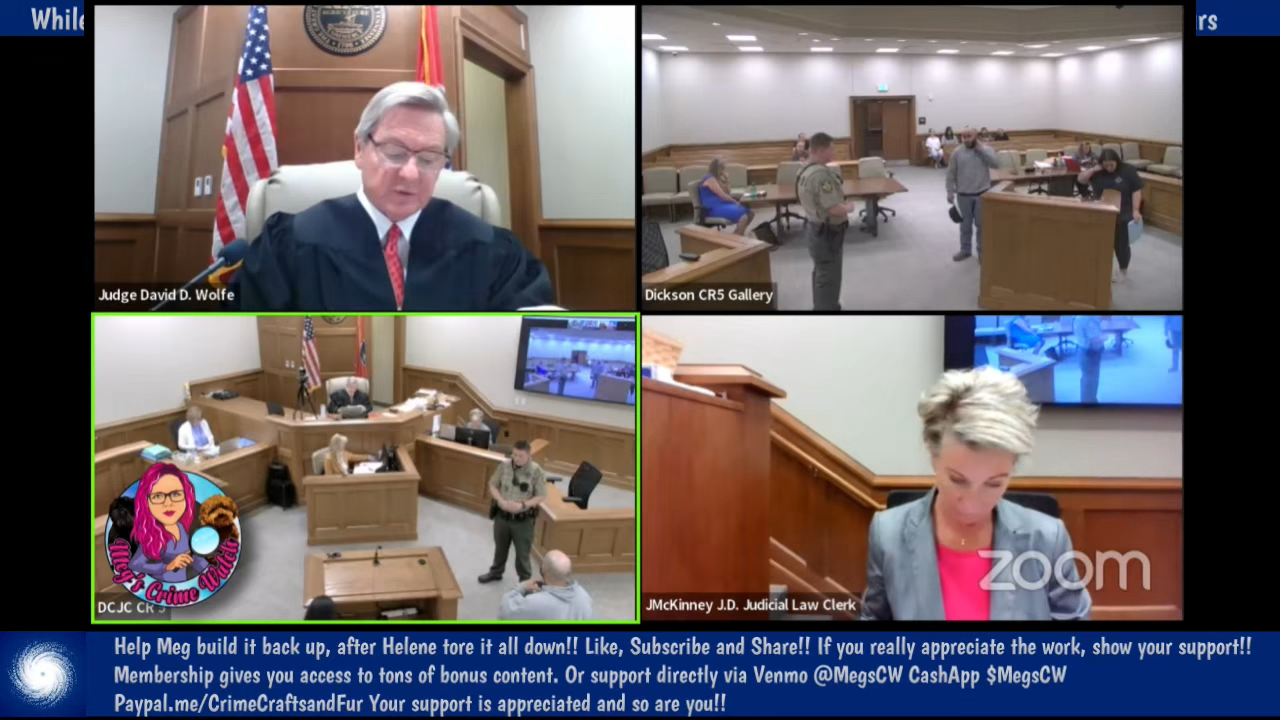 While
rs
Judge David D. Wolfe
Dickson CR5 Gallery
Meg's Crime Watch
DCJC CR 5
zoom
JMcKinney J.D. Judicial Law Clerk
Help Meg build it back up, after Helene tore it all down!! Like, Subscribe and Share!! If you really appreciate the work, show your support!!
Membership gives you access to tons of bonus content. Or support directly via Venmo @MegsCW CashApp $MegsCW
Paypal.me/CrimeCraftsandFur Your support is appreciated and so are you!!